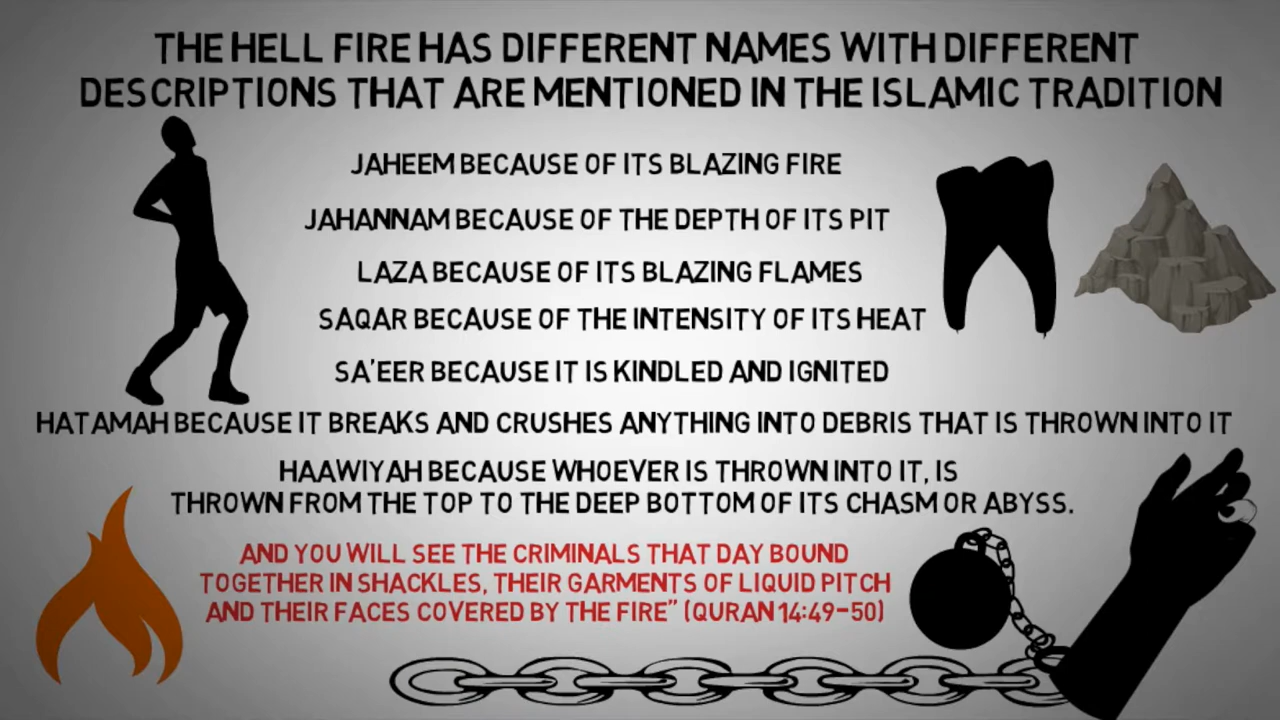 THE HELL FIRE HAS DIFFERENT NAMES WITH DIFFERENT
DESCRIPTIONS THAT ARE MENTIONED IN THE ISLAMIC TRADITION
JAHEEM BECAUSE OF ITS BLAZING FIRE
JAHANNAM BECAUSE OF THE DEPTH OF ITS PIT
LAZA BECAUSE OF ITS BLAZING FLAMES
SAQAR BECAUSE OF THE INTENSITY OF ITS HEAT
SA'EER BECAUSE IT IS KINDLED AND IGNITED
HATAMAH BECAUSE IT BREAKS AND CRUSHES ANYTHING INTO DEBRIS THAT IS THROWN INTO IT
HAAWIYAH BECAUSE WHOEVER IS THROWN INTO IT, IS
THROWN FROM THE TOP TO THE DEEP BOTTOM OF ITS CHASM OR ABYSS.
AND YOU WILL SEE THE CRIMINALS THAT DAY BOUND
TOGETHER IN SHACKLES, THEIR GARMENTS OF LIQUID PITCH
AND THEIR FACES COVERED BY THE FIRE" (QURAN 14:49-50)